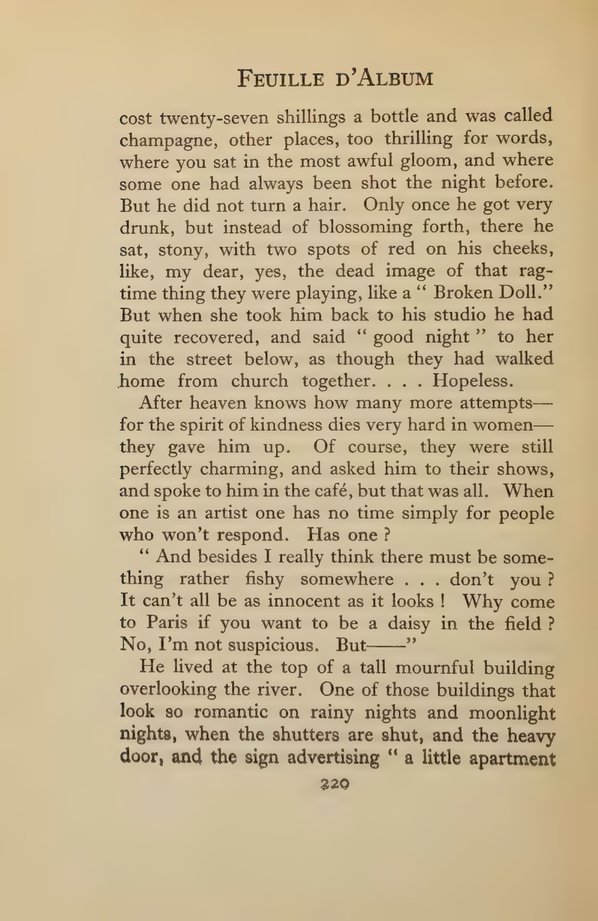 Feuille d'Album
cost twenty-seven shillings a bottle and was called
champagne, other places, too thrilling for words,
where you sat in the most awful gloom, and where
some one had always been shot the night before.
But he did not turn a hair. Only once he got very
drunk, but instead of blossoming forth, there he
sat, stony, with two spots of red on his cheeks,
like, my dear, yes, the dead image of that rag-
time thing they were playing, like a “ Broken Doll.”
But when she took him back to his studio he had
quite recovered, and said “ good night ” to her
in the street below, as though they had walked
home from church together. . . . Hopeless.
After heaven knows how many more attempts—
for the spirit of kindness dies very hard in women—
they gave him up. Of course, they were still
perfectly charming, and asked him to their shows,
and spoke to him in the café, but that was all. When
one is an artist one has no time simply for people
who won't respond. Has one ?
“ And besides I really think there must be some-
thing rather fishy somewhere . . . don't you ?
It can't all be as innocent as it looks ! Why come
to Paris if you want to be a daisy in the field ?
No, I'm not suspicious. But——”
He lived at the top of a tall mournful building
overlooking the river. One of those buildings that
look so romantic on rainy nights and moonlight
nights, when the shutters are shut, and the heavy
door, and the sign advertising “ a little apartment
220